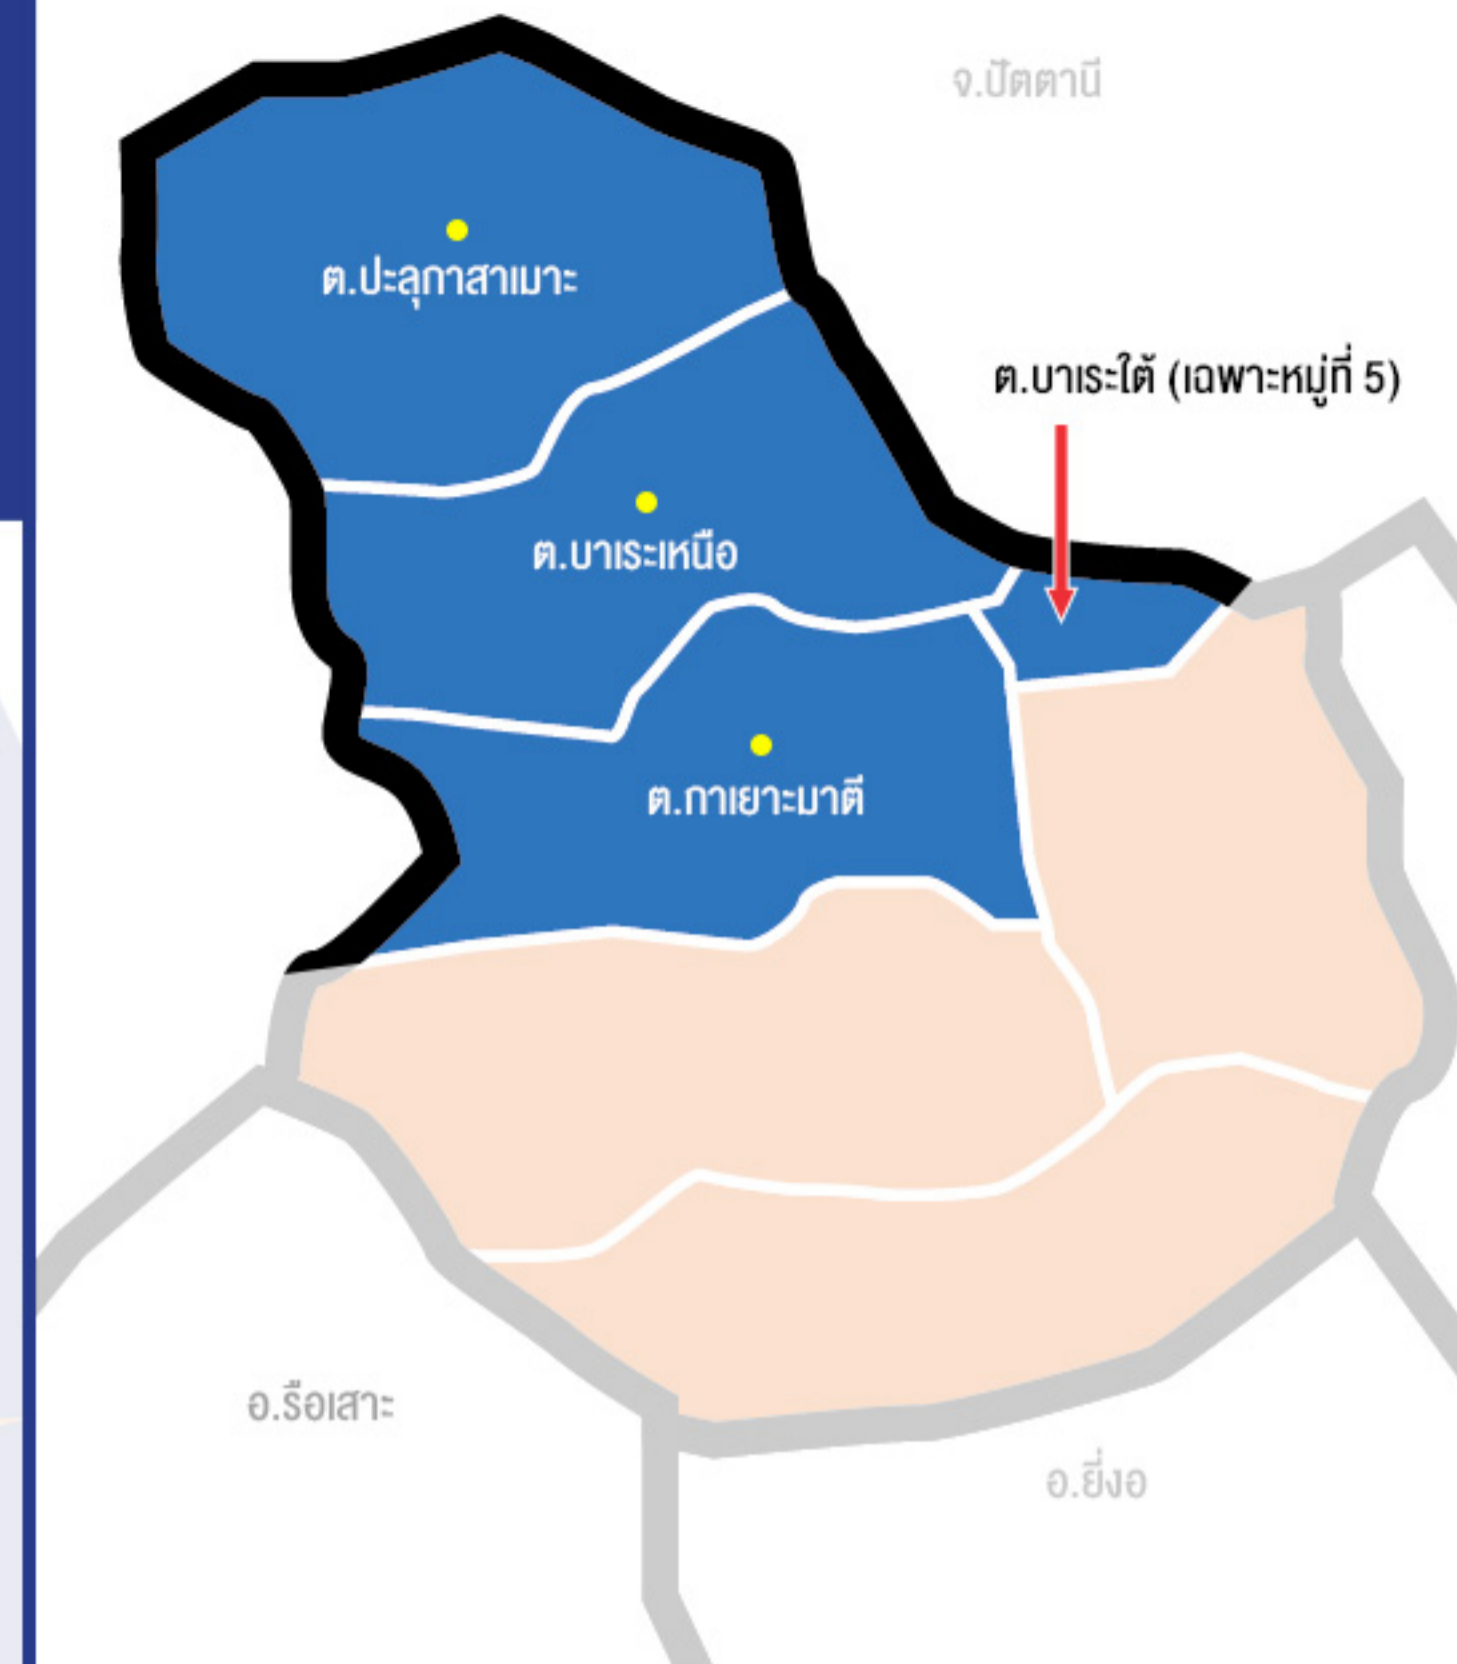 จ.ปัตตานี
ต.ปะลุกาสาเมาะ
ต.บาเระใต้ (เฉพาะหมู่ที่ 5)
ต.บาเระเหนือ
ต.กาเยาะมาตี
อ.รือเสาะ
อ.ยี่งอ